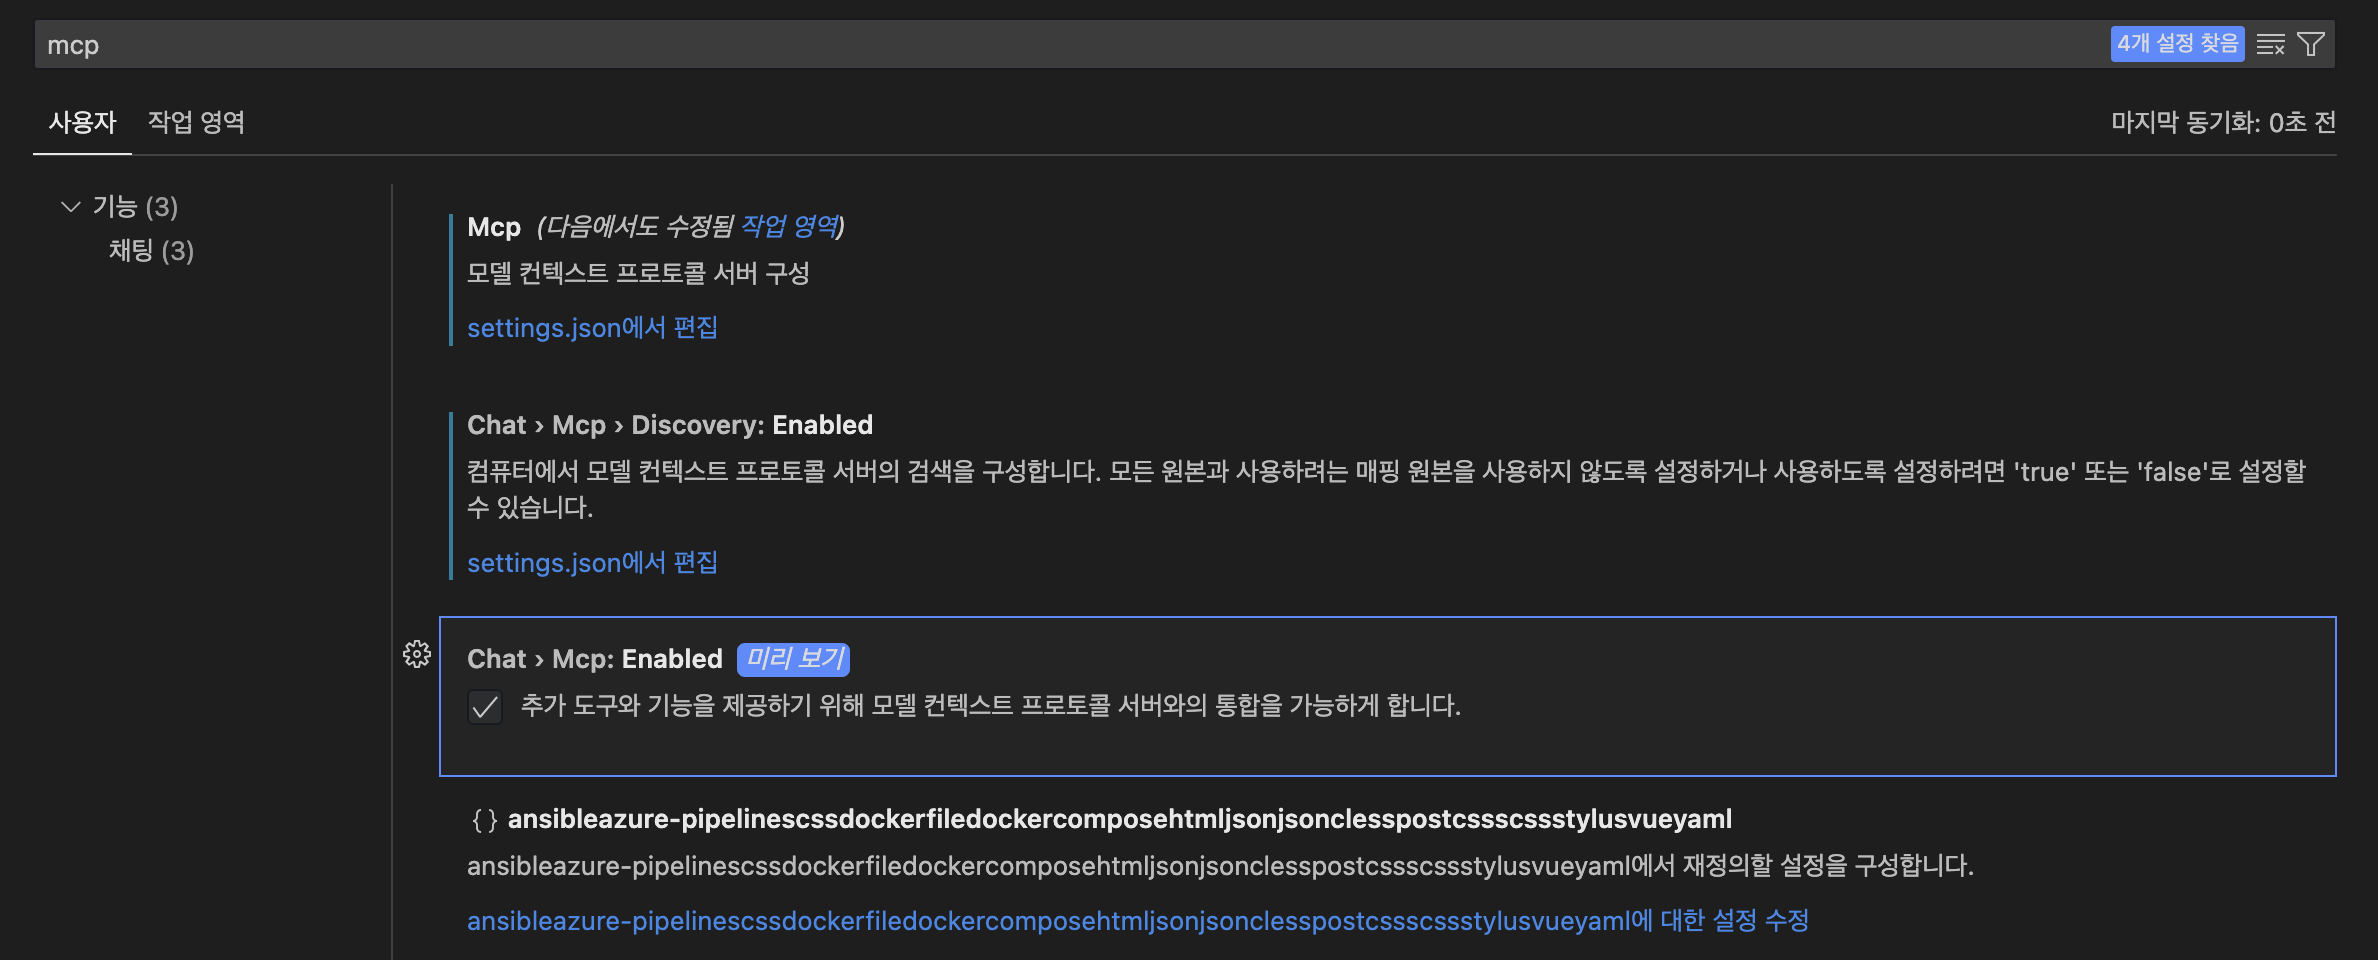 mcp
4개 설정 찾음
사용자
작업 영역
마지막 동기화: 0초 전
기능 (3)
채팅 (3)
Mcp (다음에서도 수정됨 작업 영역)
모델 컨텍스트 프로토콜 서버 구성
settings.json에서 편집
Chat › Mcp › Discovery: Enabled
컴퓨터에서 모델 컨텍스트 프로토콜 서버의 검색을 구성합니다. 모든 원본과 사용하려는 매핑 원본을 사용하지 않도록 설정하거나 사용하도록 설정하려면 'true' 또는 'false'로 설정할
수 있습니다.
settings.json에서 편집
Chat › Mcp: Enabled 미리 보기
추가 도구와 기능을 제공하기 위해 모델 컨텍스트 프로토콜 서버와의 통합을 가능하게 합니다.
{} ansibleazure-pipelinescssdockerfiledockercomposehtmljsonjsonclesspostcssscssstylusvueyaml
ansibleazure-pipelinescssdockerfiledockercomposehtmljsonjsonclesspostcssscssstylusvueyaml에서 재정의할 설정을 구성합니다.
ansibleazure-pipelinescssdockerfiledockercomposehtmljsonjsonclesspostcssscssstylusvueyaml에 대한 설정 수정